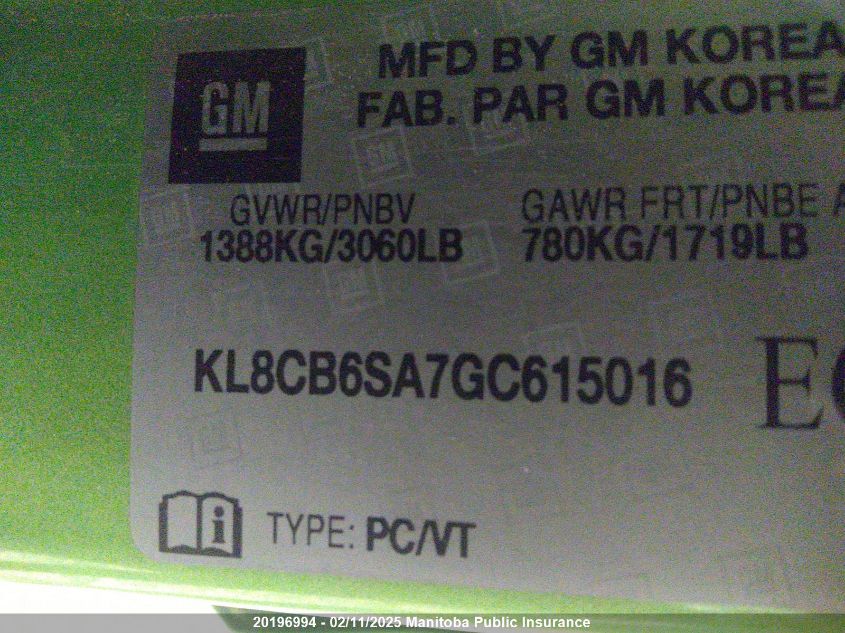 GM
MFD BY GM KOREA
FAB. PAR GM KOREA
GVWR/PNBV
GAWR FRT/PNBE A
1388KG/3060LB
780KG/1719LB
KL8CB6SA7GC615016
E
TYPE: PC/VT
20196994 - 02/11/2025 Manitoba Public Insurance